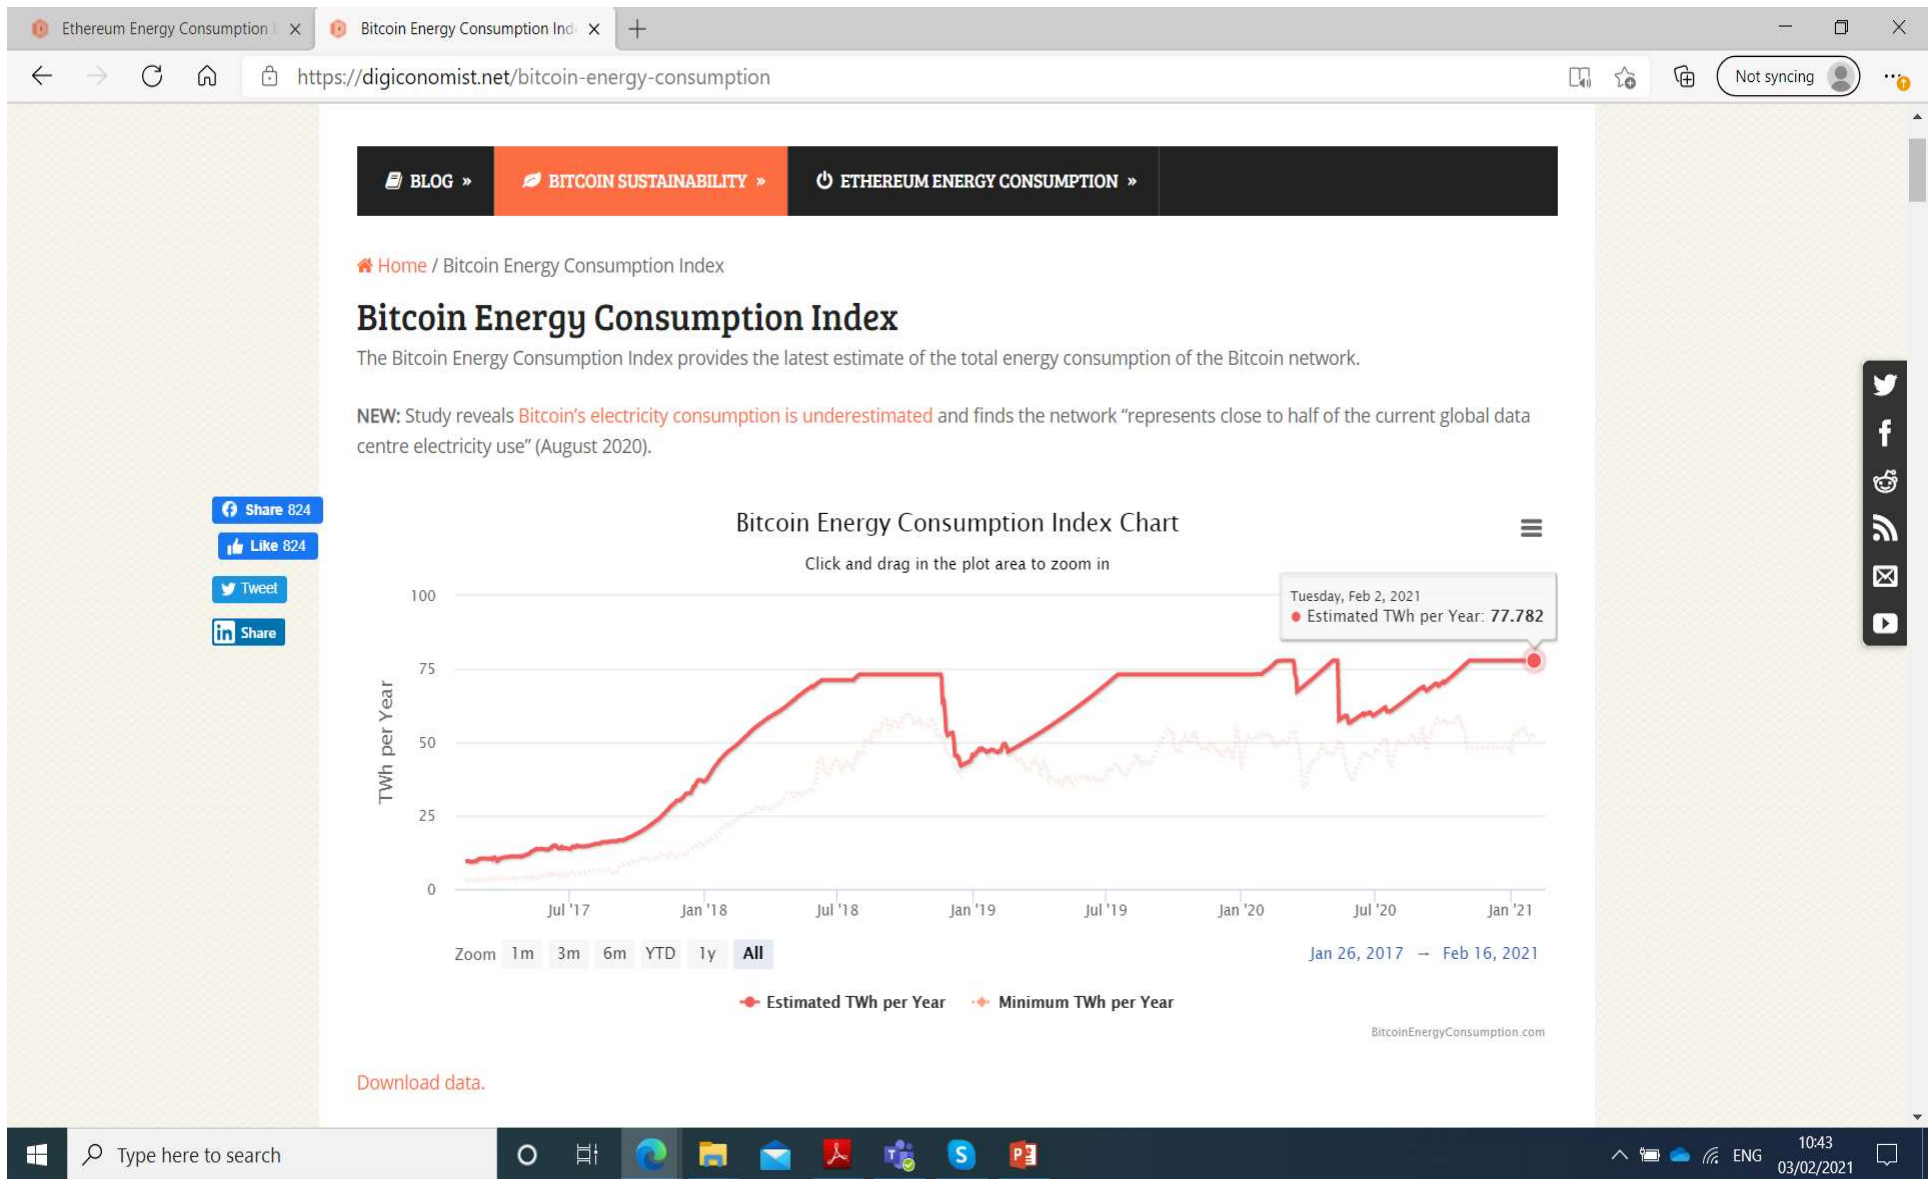 Ethereum Energy Consumption I
Bitcoin Energy Consumption Ind
https://digiconomist.net/bitcoin-energy-consumption
Not syncing
BLOG »
BITCOIN SUSTAINABILITY »
ETHEREUM ENERGY CONSUMPTION »
Home / Bitcoin Energy Consumption Index
Bitcoin Energy Consumption Index
The Bitcoin Energy Consumption Index provides the latest estimate of the total energy consumption of the Bitcoin network.
NEW: Study reveals Bitcoin's electricity consumption is underestimated and finds the network “represents close to half of the current global data
centre electricity use” (August 2020).
Share 824
Like 824
Tweet
in Share
Bitcoin Energy Consumption Index Chart
Click and drag in the plot area to zoom in
Tuesday, Feb 2, 2021
Estimated TWh per Year: 77.782
TWh per Year
100
75
50
25
0
Jul '17
Jan '18
Jul '18
Jan '19
Jul '19
Jan '20
Jul '20
Jan '21
Zoom 1m 3m 6m YTD 1y All
Jan 26, 2017 → Feb 16, 2021
Estimated TWh per Year
Minimum TWh per Year
BitcoinEnergyConsumption.com
Download data.
Type here to search
ENG
10:43
03/02/2021